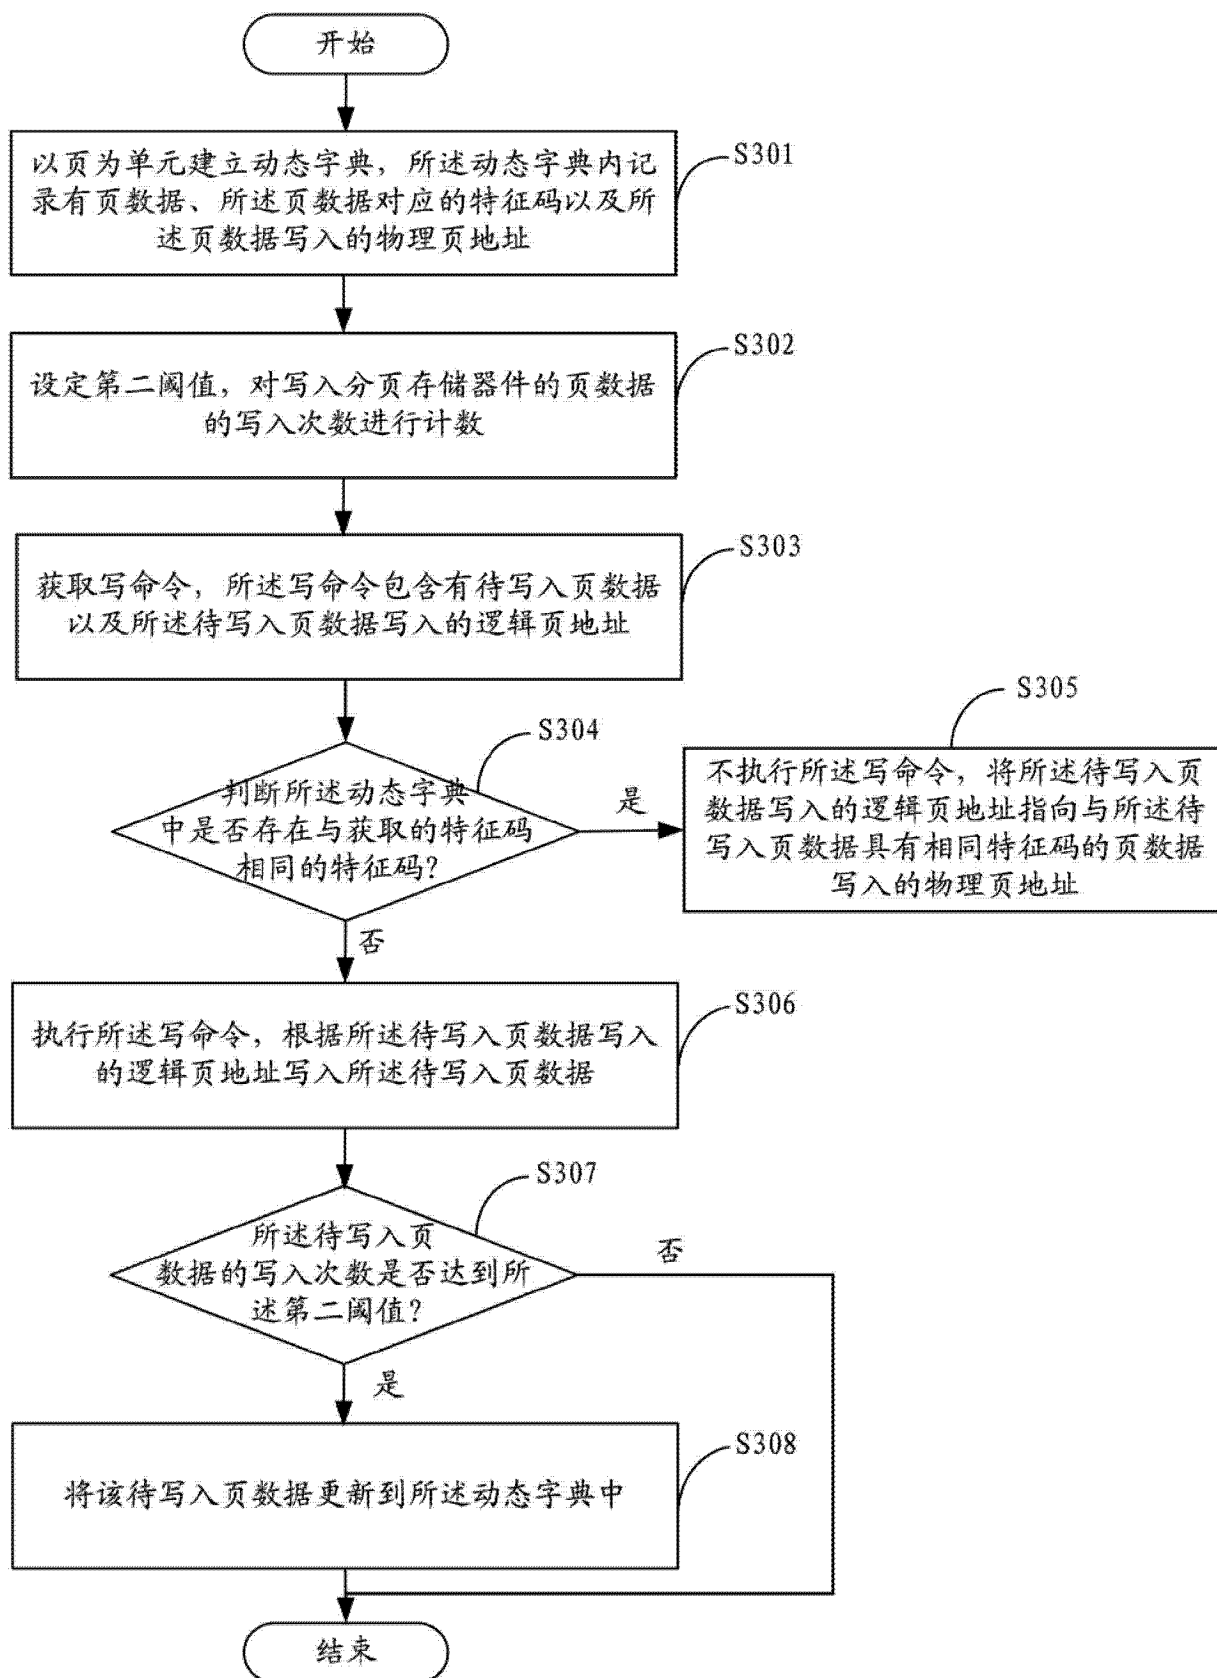 开始
以页为单元建立动态字典，所述动态字典内记
录有页数据、所述页数据对应的特征码以及所
述页数据写入的物理页地址
S301
设定第二阈值，对写入分页存储器件的页数据
的写入次数进行计数
S302
获取写命令，所述写命令包含有待写入页数据
以及所述待写入页数据写入的逻辑页地址
S303
判断所述动态字典
中是否存在与获取的特征码
相同的特征码？
S304
是
不执行所述写命令，将所述待写入页
数据写入的逻辑页地址指向与所述待
写入页数据具有相同特征码的页数据
写入的物理页地址
S305
否
执行所述写命令，根据所述待写入页数据写入
的逻辑页地址写入所述待写入页数据
S306
所述待写入页
数据的写入次数是否达到所
述第二阈值？
S307
否
是
将该待写入页数据更新到所述动态字典中
S308
结束